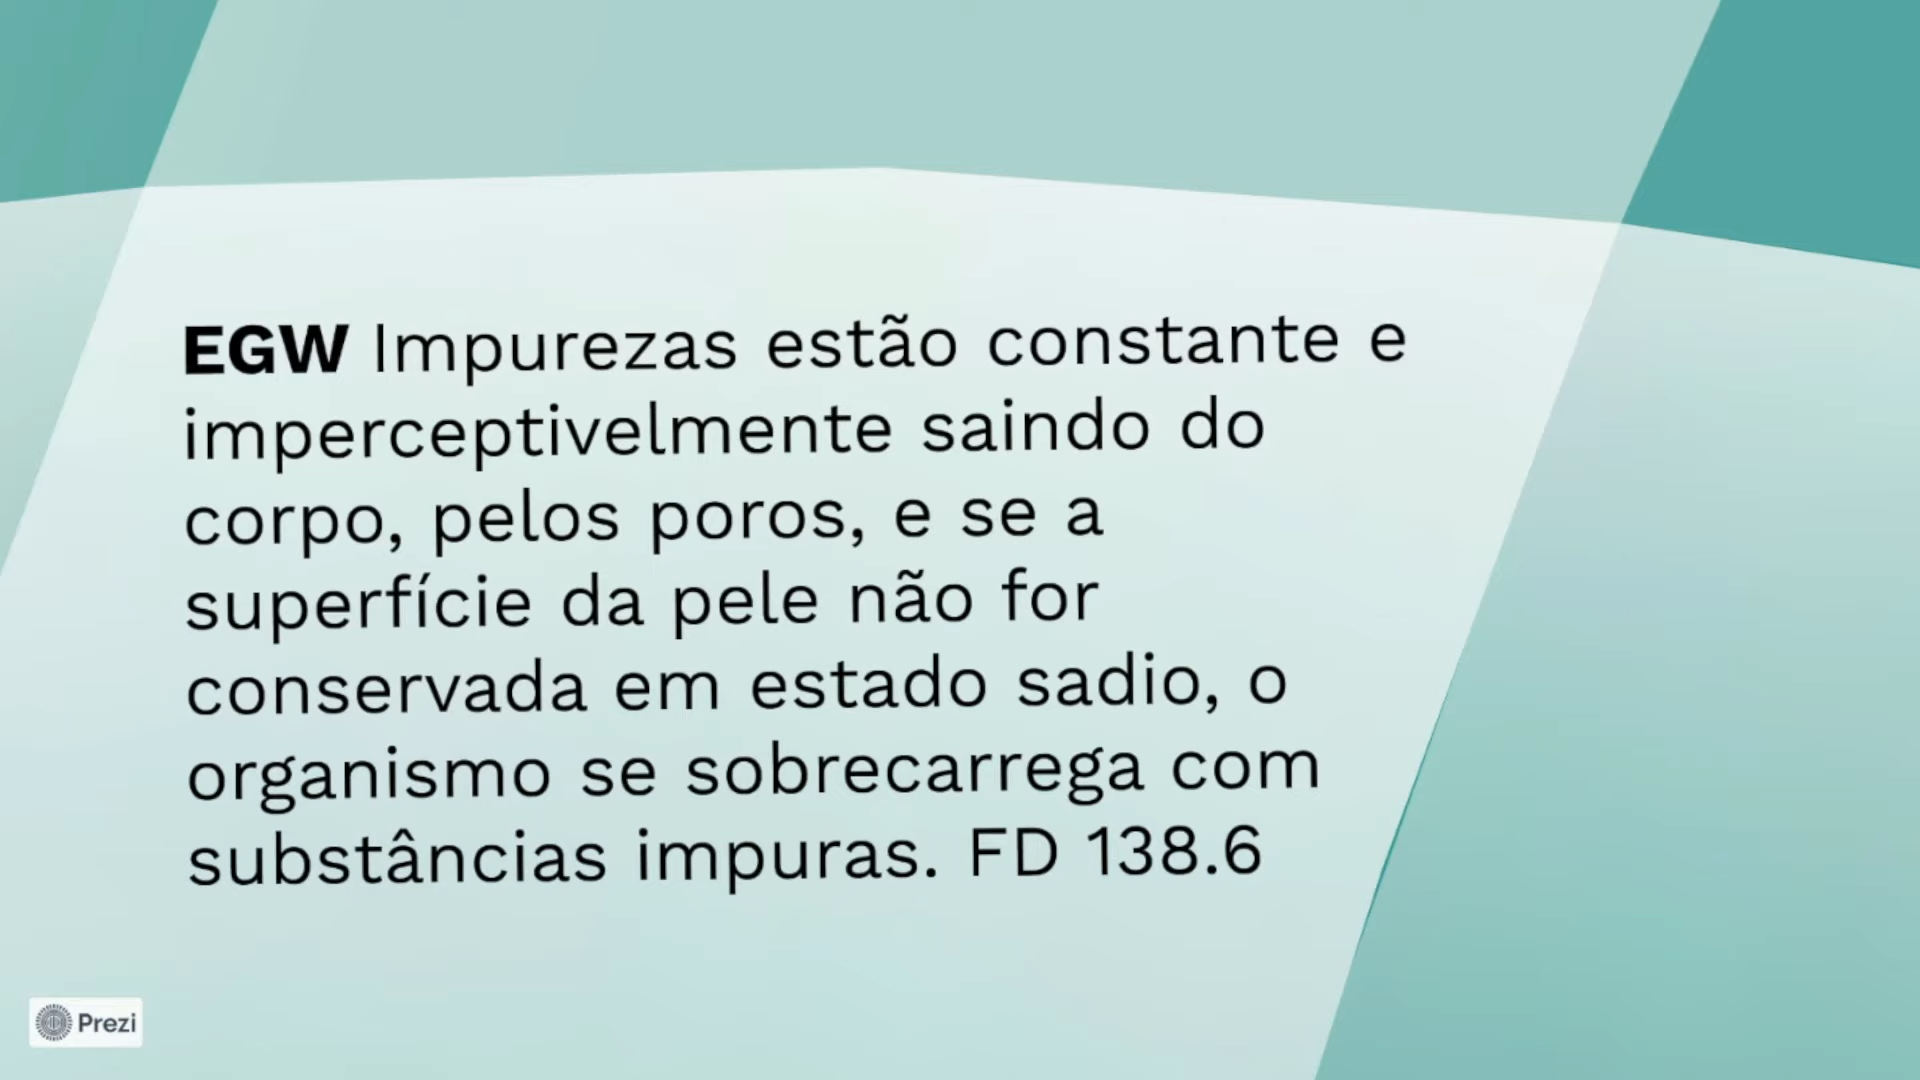 EGW Impurezas estão constante e
imperceptivelmente saindo do
corpo, pelos poros, e se a
superfície da pele não for
conservada em estado sadio, o
organismo se sobrecarrega com
substâncias impuras. FD 138.6
Prezi